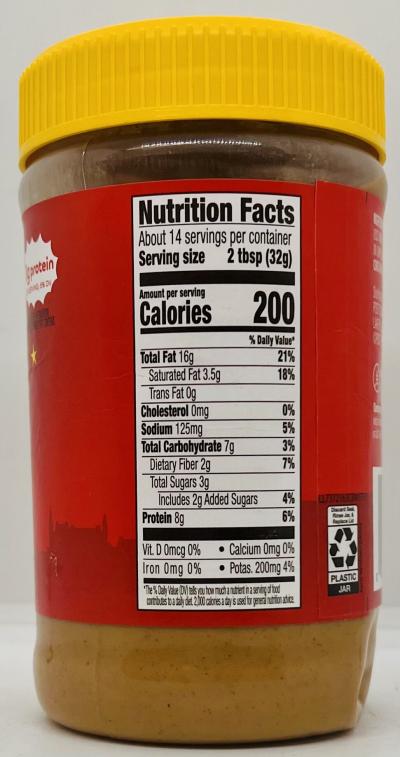 protein
Nutrition Facts
About 14 servings per container
Serving size 2 tbsp (32g)
Amount per serving
Calories 200
% Daily Value*
Total Fat 16g 21%
Saturated Fat 3.5g 18%
Trans Fat 0g
Cholesterol 0mg 0%
Sodium 125mg 5%
Total Carbohydrate 7g 3%
Dietary Fiber 2g 7%
Total Sugars 3g
Includes 2g Added Sugars 4%
Protein 8g 6%
Vit. D 0mcg 0% • Calcium 0mg 0%
Iron 0mg 0% • Potas. 200mg 4%
*The % Daily Value (DV) tells you how much a nutrient in a serving of food
contributes to a daily diet. 2,000 calories a day is used for general nutrition advice.
Discard Seal,
Rinse Jar, &
Replace Lid
PLASTIC
JAR